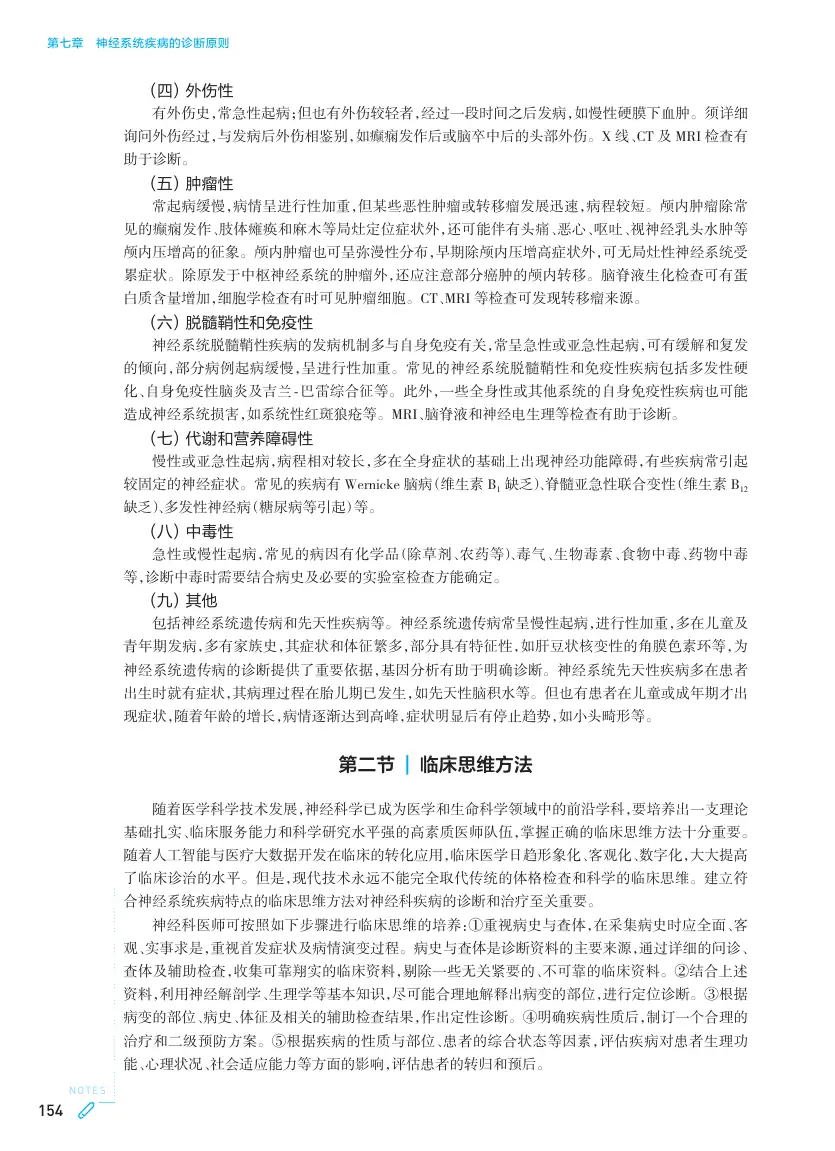 第七章 神经系统疾病的诊断原则
（四）外伤性
有外伤史，常急性起病；但也有外伤较轻者，经过一段时间之后发病，如慢性硬膜下血肿。须详细
询问外伤经过，与发病后外伤相鉴别，如癫痫发作后或脑卒中后的头部外伤。X 线、CT 及 MRI 检查有
助于诊断。
（五）肿瘤性
常起病缓慢，病情呈进行性加重，但某些恶性肿瘤或转移瘤发展迅速，病程较短。颅内肿瘤除常
见的癫痫发作、肢体瘫痪和麻木等局灶定位症状外，还可能伴有头痛、恶心、呕吐、视神经乳头水肿等
颅内压增高的征象。颅内肿瘤也可呈弥漫性分布，早期除颅内压增高症状外，可无局灶性神经系统受
累症状。除原发于中枢神经系统的肿瘤外，还应注意部分癌肿的颅内转移。脑脊液生化检查可有蛋
白质含量增加，细胞学检查有时可见肿瘤细胞。CT、MRI 等检查可发现转移瘤来源。
（六）脱髓鞘性和免疫性
神经系统脱髓鞘性疾病的发病机制多与自身免疫有关，常呈急性或亚急性起病，可有缓解和复发
的倾向，部分病例起病缓慢，呈进行性加重。常见的神经系统脱髓鞘性和免疫性疾病包括多发性硬
化、自身免疫性脑炎及吉兰-巴雷综合征等。此外，一些全身性或其他系统的自身免疫性疾病也可能
造成神经系统损害，如系统性红斑狼疮等。MRI、脑脊液和神经电生理等检查有助于诊断。
（七）代谢和营养障碍性
慢性或亚急性起病，病程相对较长，多在全身症状的基础上出现神经功能障碍，有些疾病常引起
较固定的神经症状。常见的疾病有 Wernicke 脑病（维生素 B₁ 缺乏）、脊髓亚急性联合变性（维生素 B₁₂
缺乏）、多发性神经病（糖尿病等引起）等。
（八）中毒性
急性或慢性起病，常见的病因有化学品（除草剂、农药等）、毒气、生物毒素、食物中毒、药物中毒
等，诊断中毒时需要结合病史及必要的实验室检查方能确定。
（九）其他
包括神经系统遗传病和先天性疾病等。神经系统遗传病常呈慢性起病，进行性加重，多在儿童及
青年期发病，多有家族史，其症状和体征繁多，部分具有特征性，如肝豆状核变性的角膜色素环等，为
神经系统遗传病的诊断提供了重要依据，基因分析有助于明确诊断。神经系统先天性疾病多在患者
出生时就有症状，其病理过程在胎儿期已发生，如先天性脑积水等。但也有患者在儿童或成年期才出
现症状，随着年龄的增长，病情逐渐达到高峰，症状明显后有停止趋势，如小头畸形等。
第二节 | 临床思维方法
随着医学科学技术发展，神经科学已成为医学和生命科学领域中的前沿学科，要培养出一支理论
基础扎实、临床服务能力和科学研究水平强的高素质医师队伍，掌握正确的临床思维方法十分重要。
随着人工智能与医疗大数据开发在临床的转化应用，临床医学日趋形象化、客观化、数字化，大大提高
了临床诊治的水平。但是，现代技术永远不能完全取代传统的体格检查和科学的临床思维。建立符
合神经系统疾病特点的临床思维方法对神经科疾病的诊断和治疗至关重要。
神经科医师可按照如下步骤进行临床思维的培养：①重视病史与查体，在采集病史时应全面、客
观、实事求是，重视首发症状及病情演变过程。病史与查体是诊断资料的主要来源，通过详细的问诊、
查体及辅助检查，收集可靠翔实的临床资料，剔除一些无关紧要的、不可靠的临床资料。②结合上述
资料，利用神经解剖学、生理学等基本知识，尽可能合理地解释出病变的部位，进行定位诊断。③根据
病变的部位、病史、体征及相关的辅助检查结果，作出定性诊断。④明确疾病性质后，制订一个合理的
治疗和二级预防方案。⑤根据疾病的性质与部位、患者的综合状态等因素，评估疾病对患者生理功
能、心理状况、社会适应能力等方面的影响，评估患者的转归和预后。
NOTES
154